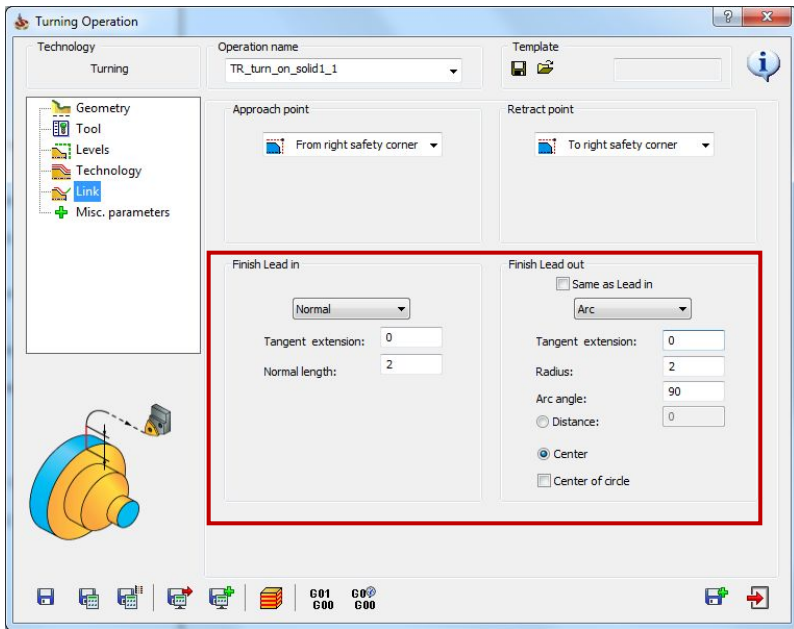 Turning Operation
?
X
Technology
Turning
Operation name
TR_turn_on_solid1_1
Template
i
Geometry
Tool
Levels
Technology
Link
Misc. parameters
Approach point
From right safety corner
Retract point
To right safety corner
Finish Lead in
Normal
Tangent extension: 0
Normal length: 2
Finish Lead out
Same as Lead in
Arc
Tangent extension: 0
Radius: 2
Arc angle: 90
Distance: 0
Center
Center of circle
G01
G00
G00
G00